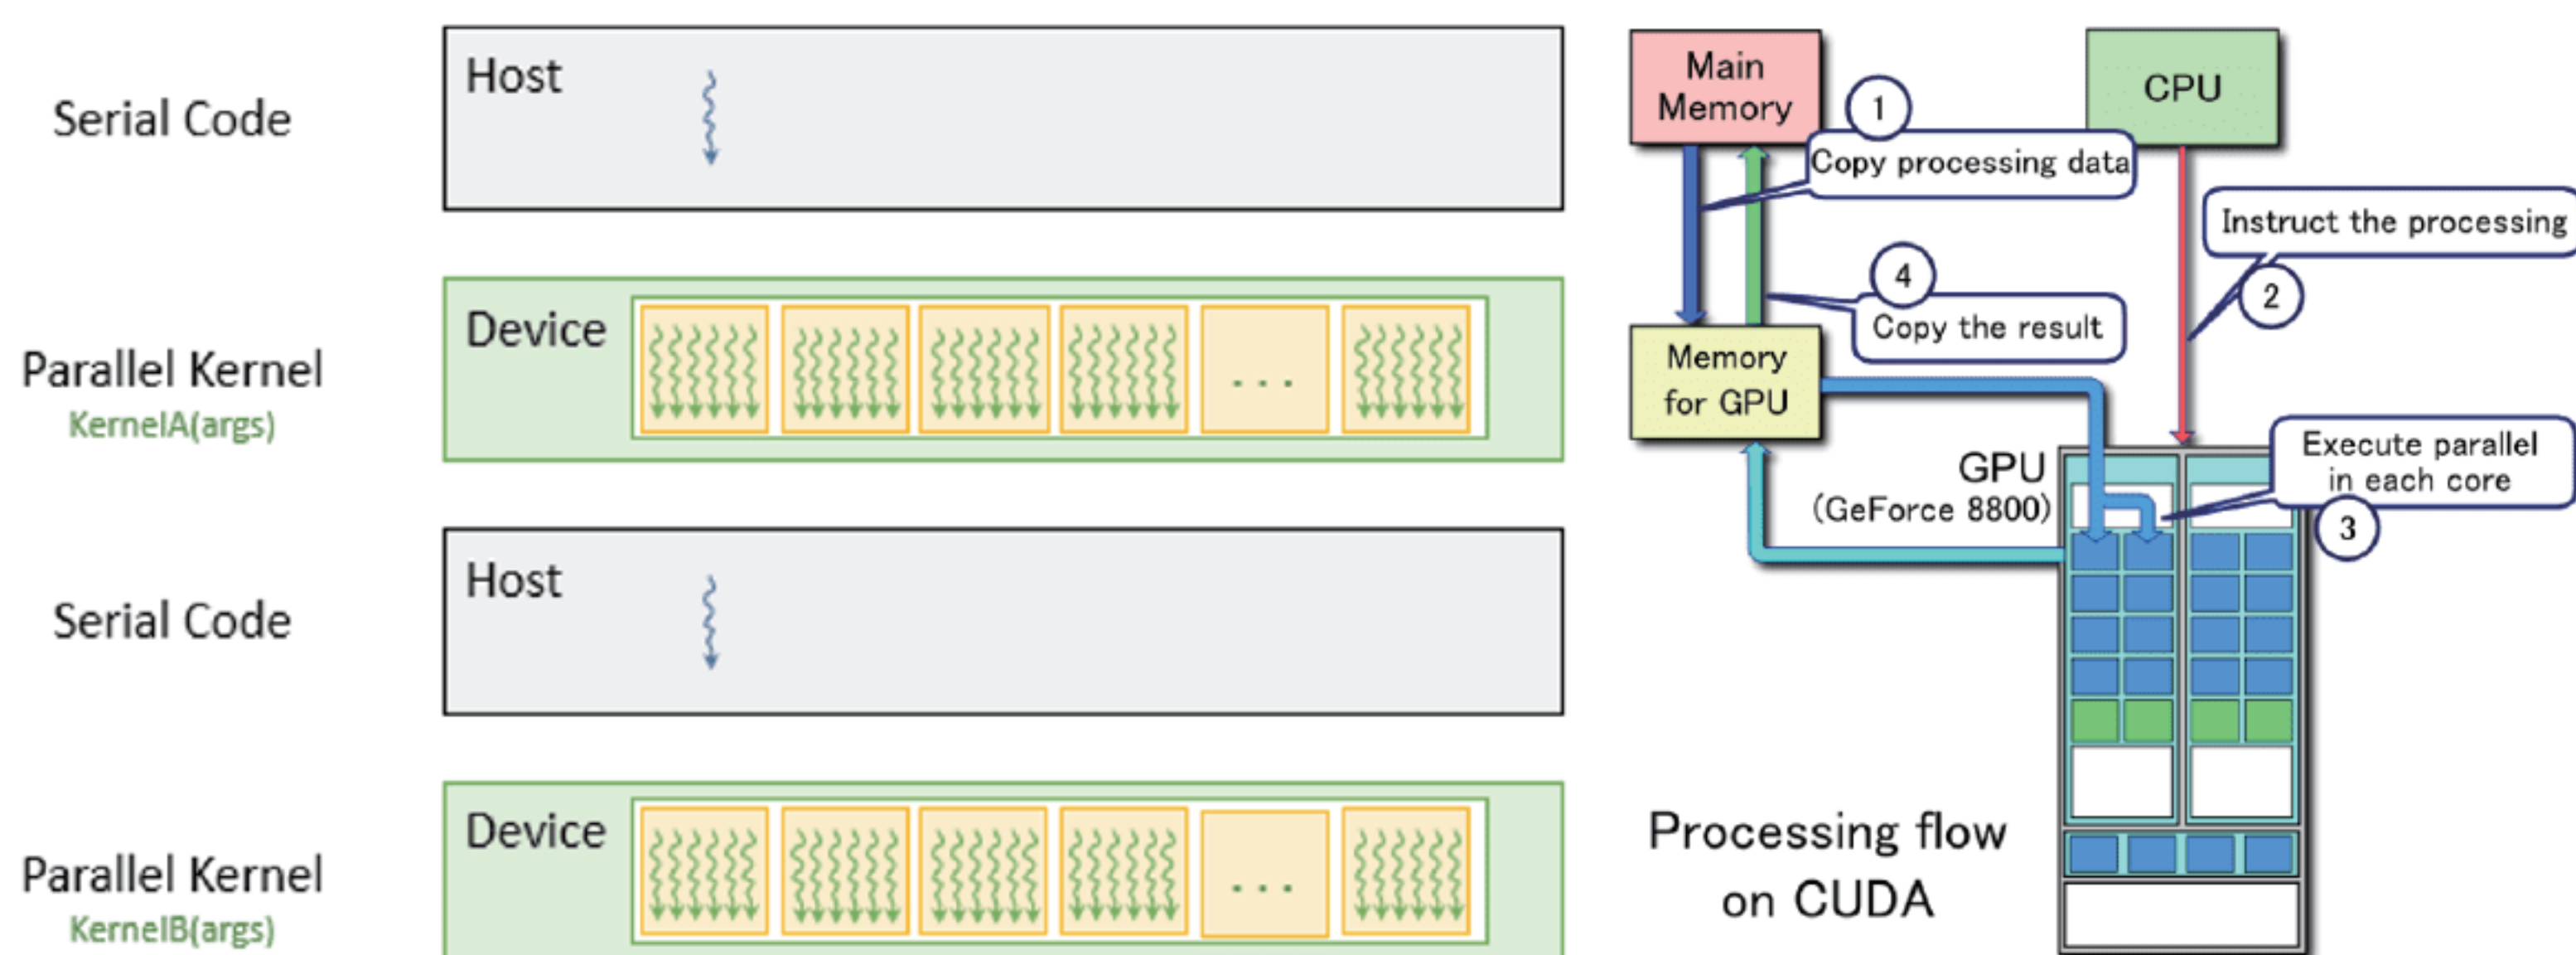 Serial Code
Host
Parallel Kernel
KernelA(args)
Device
...
Serial Code
Host
Parallel Kernel
KernelB(args)
Device
...
Main
Memory
CPU
1
Copy processing data
Instruct the processing
2
4
Copy the result
Memory
for GPU
GPU
(GeForce 8800)
Execute parallel
in each core
3
Processing flow
on CUDA